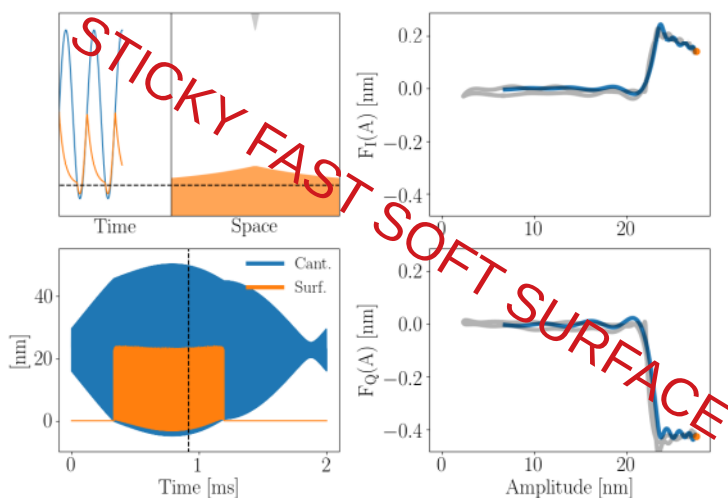 STICKY FAST SOFT SURFACE
Time
Space
F_I(A) [nm]
0.2
0.0
−0.2
−0.4
0
10
20
[nm]
40
20
0
Cant.
Surf.
0
1
2
Time [ms]
F_Q(A) [nm]
0.2
0.0
−0.2
−0.4
0
10
20
Amplitude [nm]